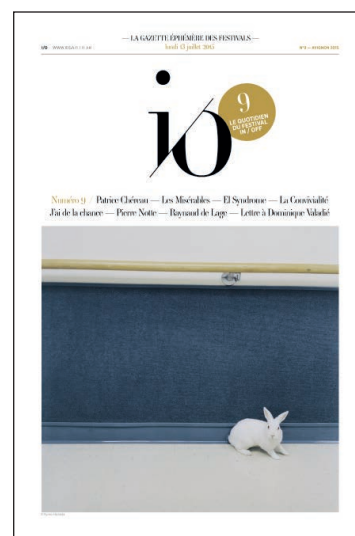 — LA GAZETTE ÉPHÉMÈRE DES FESTIVALS —
lundi 13 juillet 2015
io
9
LE QUOTIDIEN
DU FESTIVAL
IN / OFF
Numéro 9 / Patrice Chéreau — Les Misérables — El Syndrome — La Convivialité
J'ai de la chance — Pierre Notte — Raynaud de Lage — Lettre à Dominique Valadié